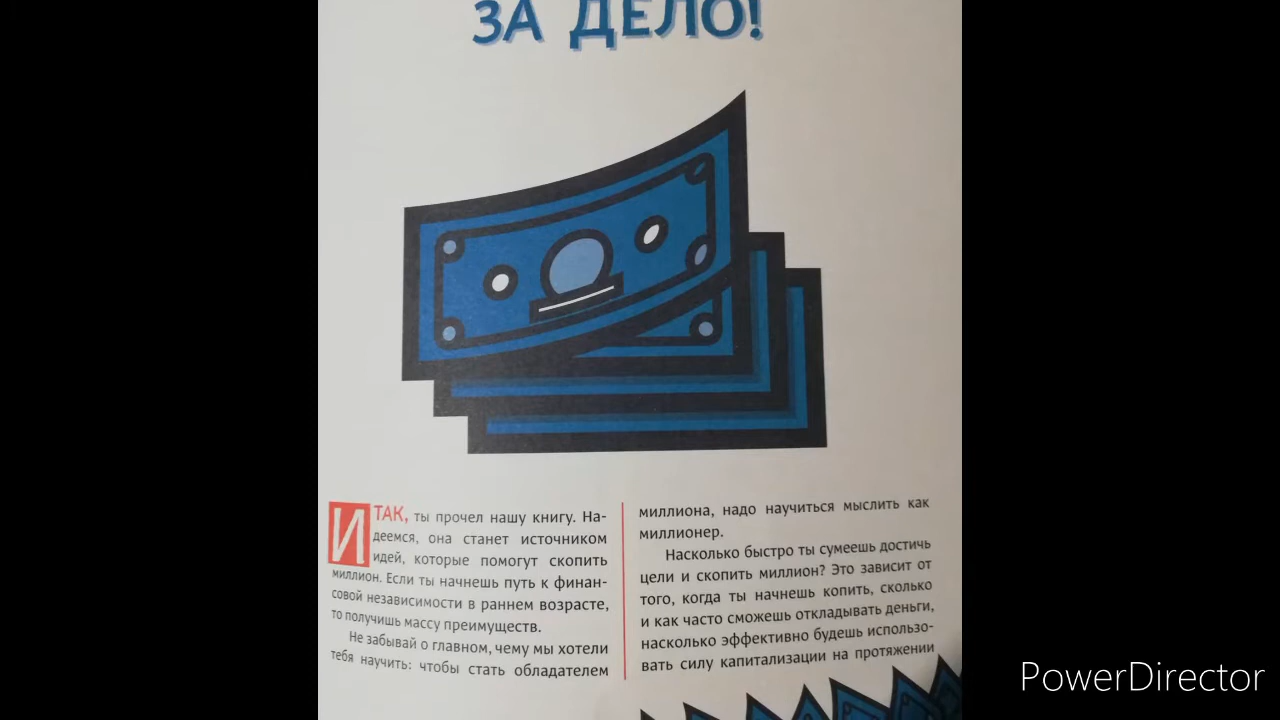 ЗА ДЕЛО!
ИТАК, ты прочел нашу книгу. На-
деемся, она станет источником
идей, которые помогут скопить
миллион. Если ты начнешь путь к финан-
совой независимости в раннем возрасте,
то получишь массу преимуществ.
Не забывай о главном, чему мы хотели
тебя научить: чтобы стать обладателем
миллиона, надо научиться мыслить как
миллионер.
Насколько быстро ты сумеешь достичь
цели и скопить миллион? Это зависит от
того, когда ты начнешь копить, сколько
и как часто сможешь откладывать деньги,
насколько эффективно будешь использо-
вать силу капитализации на протяжении
PowerDirector